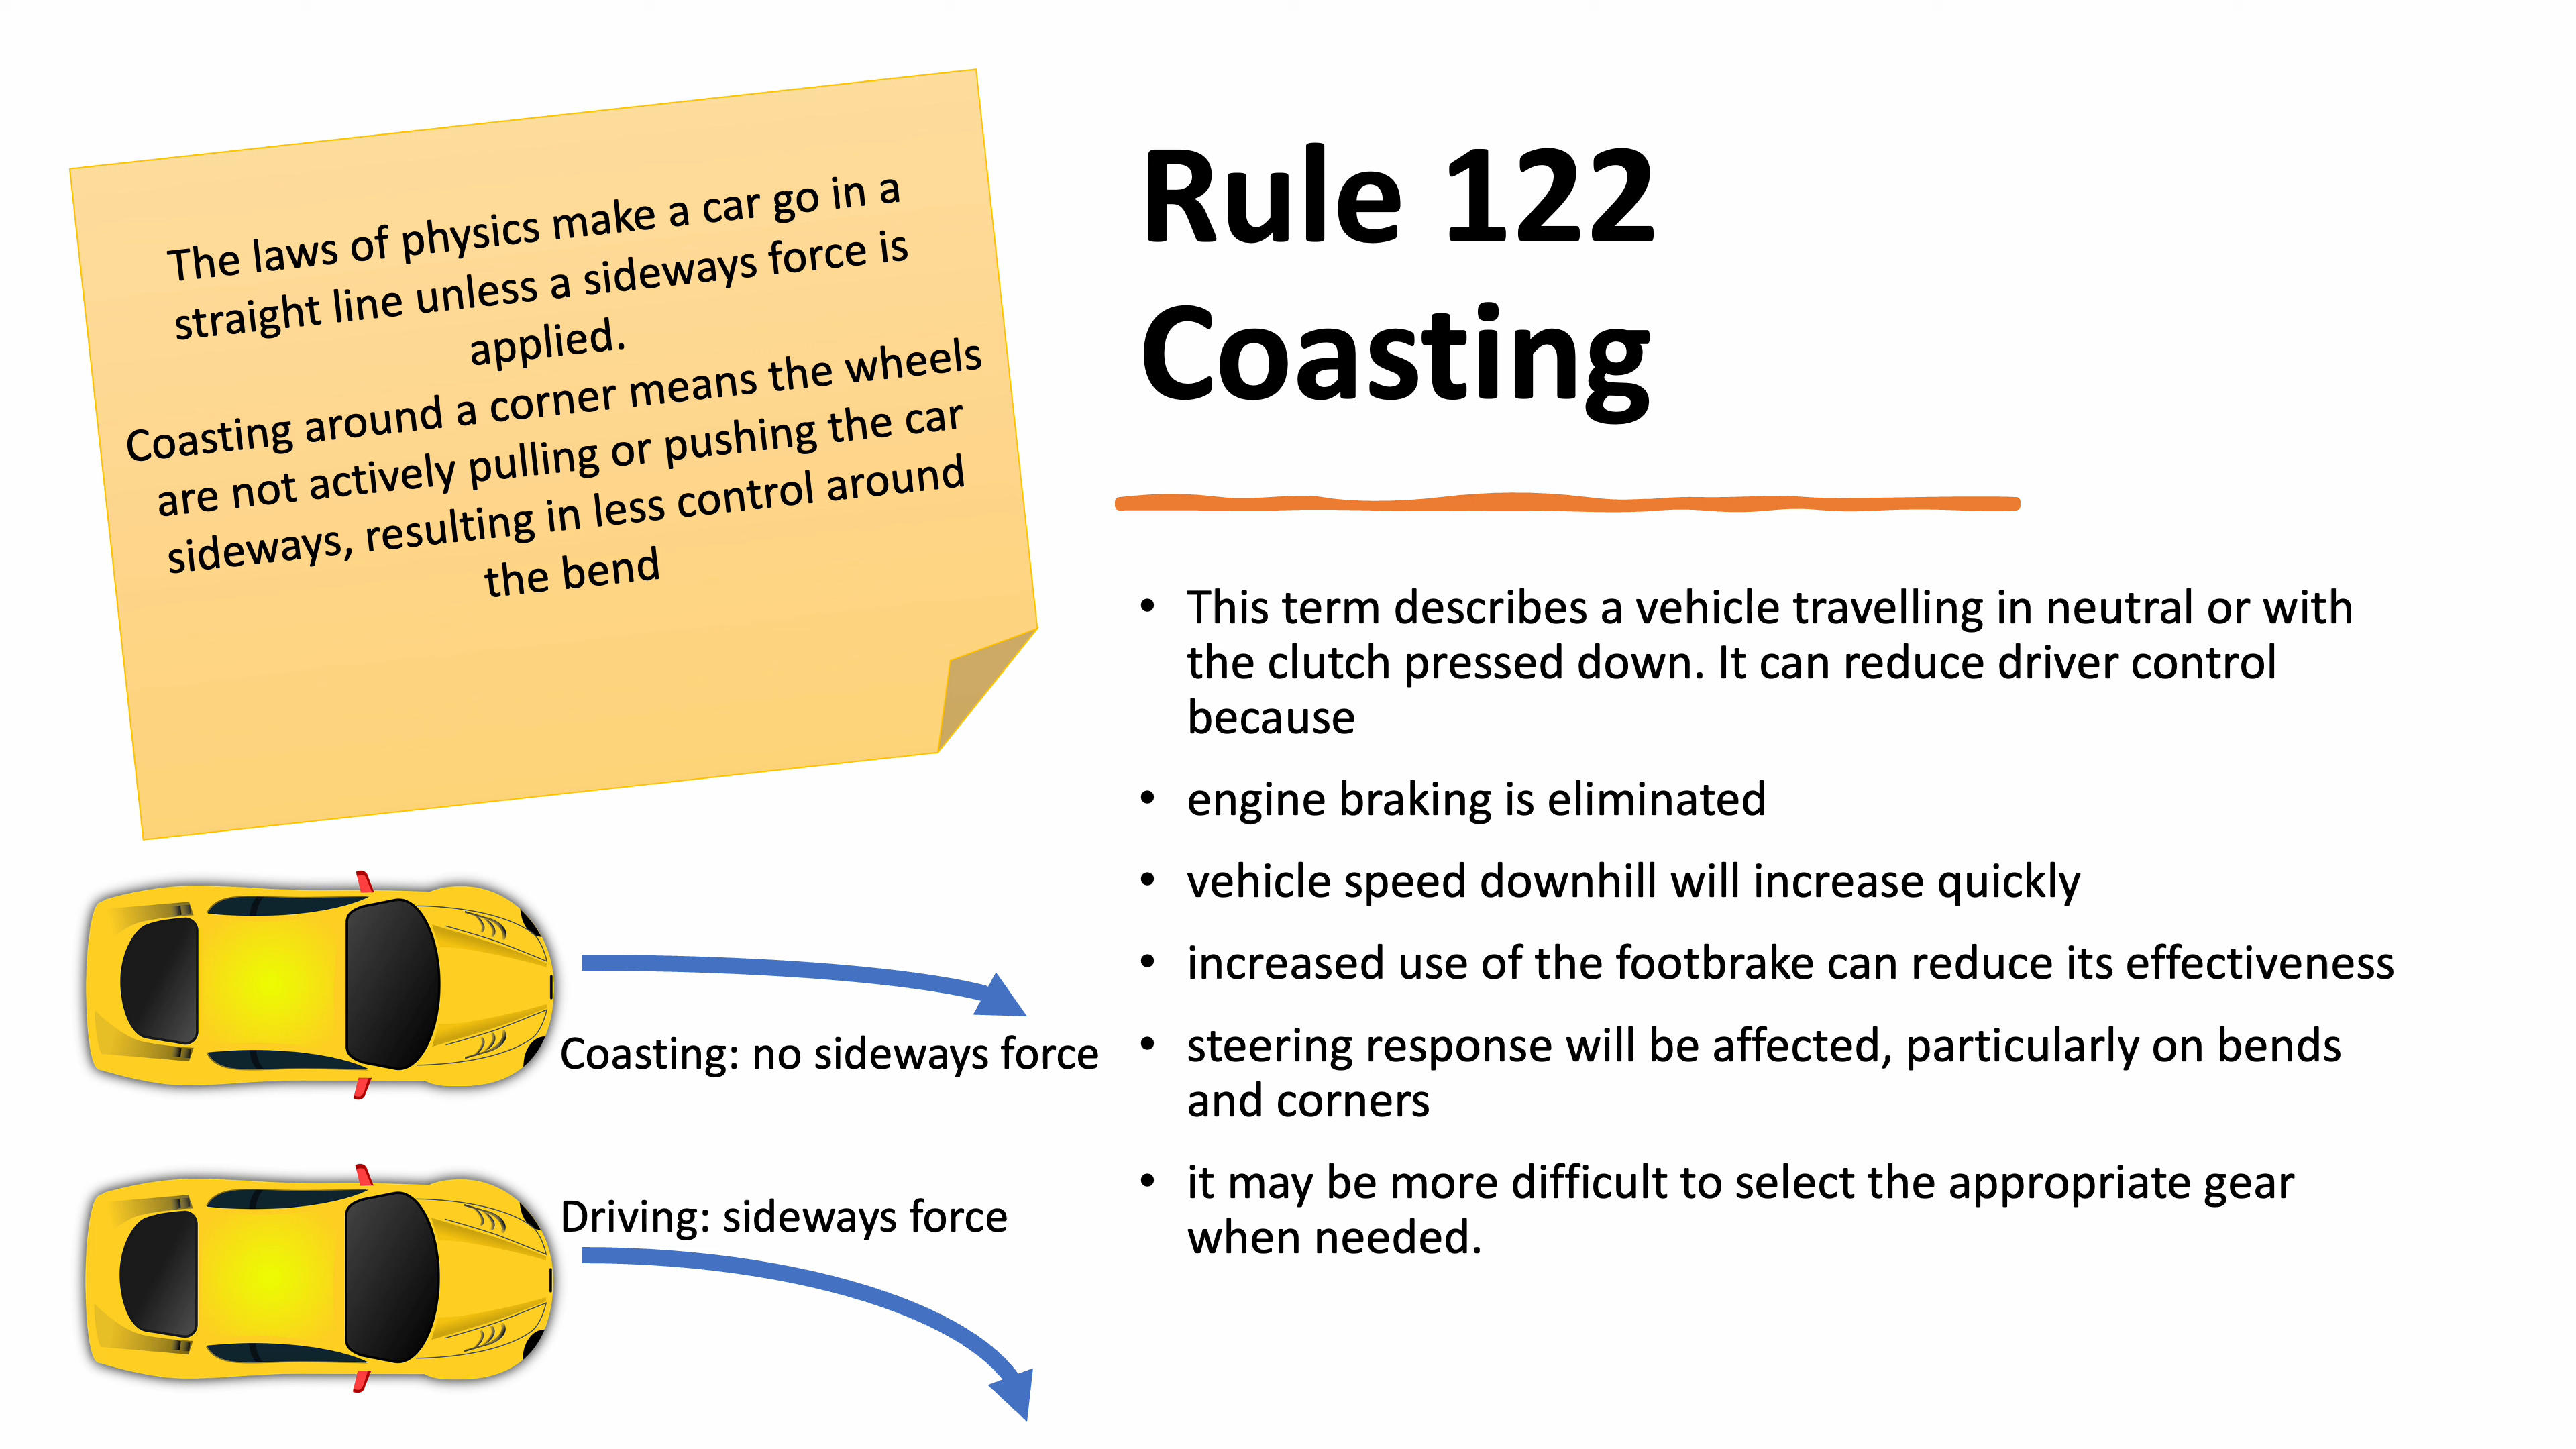 The laws of physics make a car go in a
straight line unless a sideways force is
applied.
Coasting around a corner means the wheels
are not actively pulling or pushing the car
sideways, resulting in less control around
the bend
Coasting: no sideways force
Driving: sideways force
Rule 122
Coasting
• This term describes a vehicle travelling in neutral or with
the clutch pressed down. It can reduce driver control
because
• engine braking is eliminated
• vehicle speed downhill will increase quickly
• increased use of the footbrake can reduce its effectiveness
• steering response will be affected, particularly on bends
and corners
• it may be more difficult to select the appropriate gear
when needed.